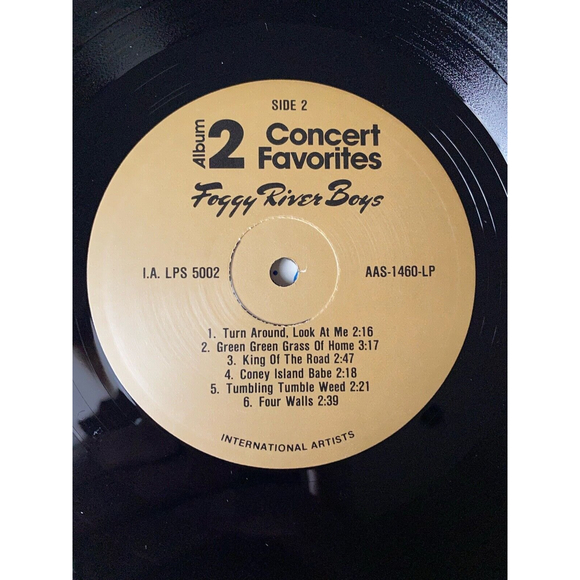 SIDE 2
Album 2 Concert
Favorites
Foggy River Boys
I.A. LPS 5002 AAS-1460-LP
1. Turn Around, Look At Me 2:16
2. Green Green Grass Of Home 3:17
3. King Of The Road 2:47
4. Coney Island Babe 2:18
5. Tumbling Tumble Weed 2:21
6. Four Walls 2:39
INTERNATIONAL ARTISTS